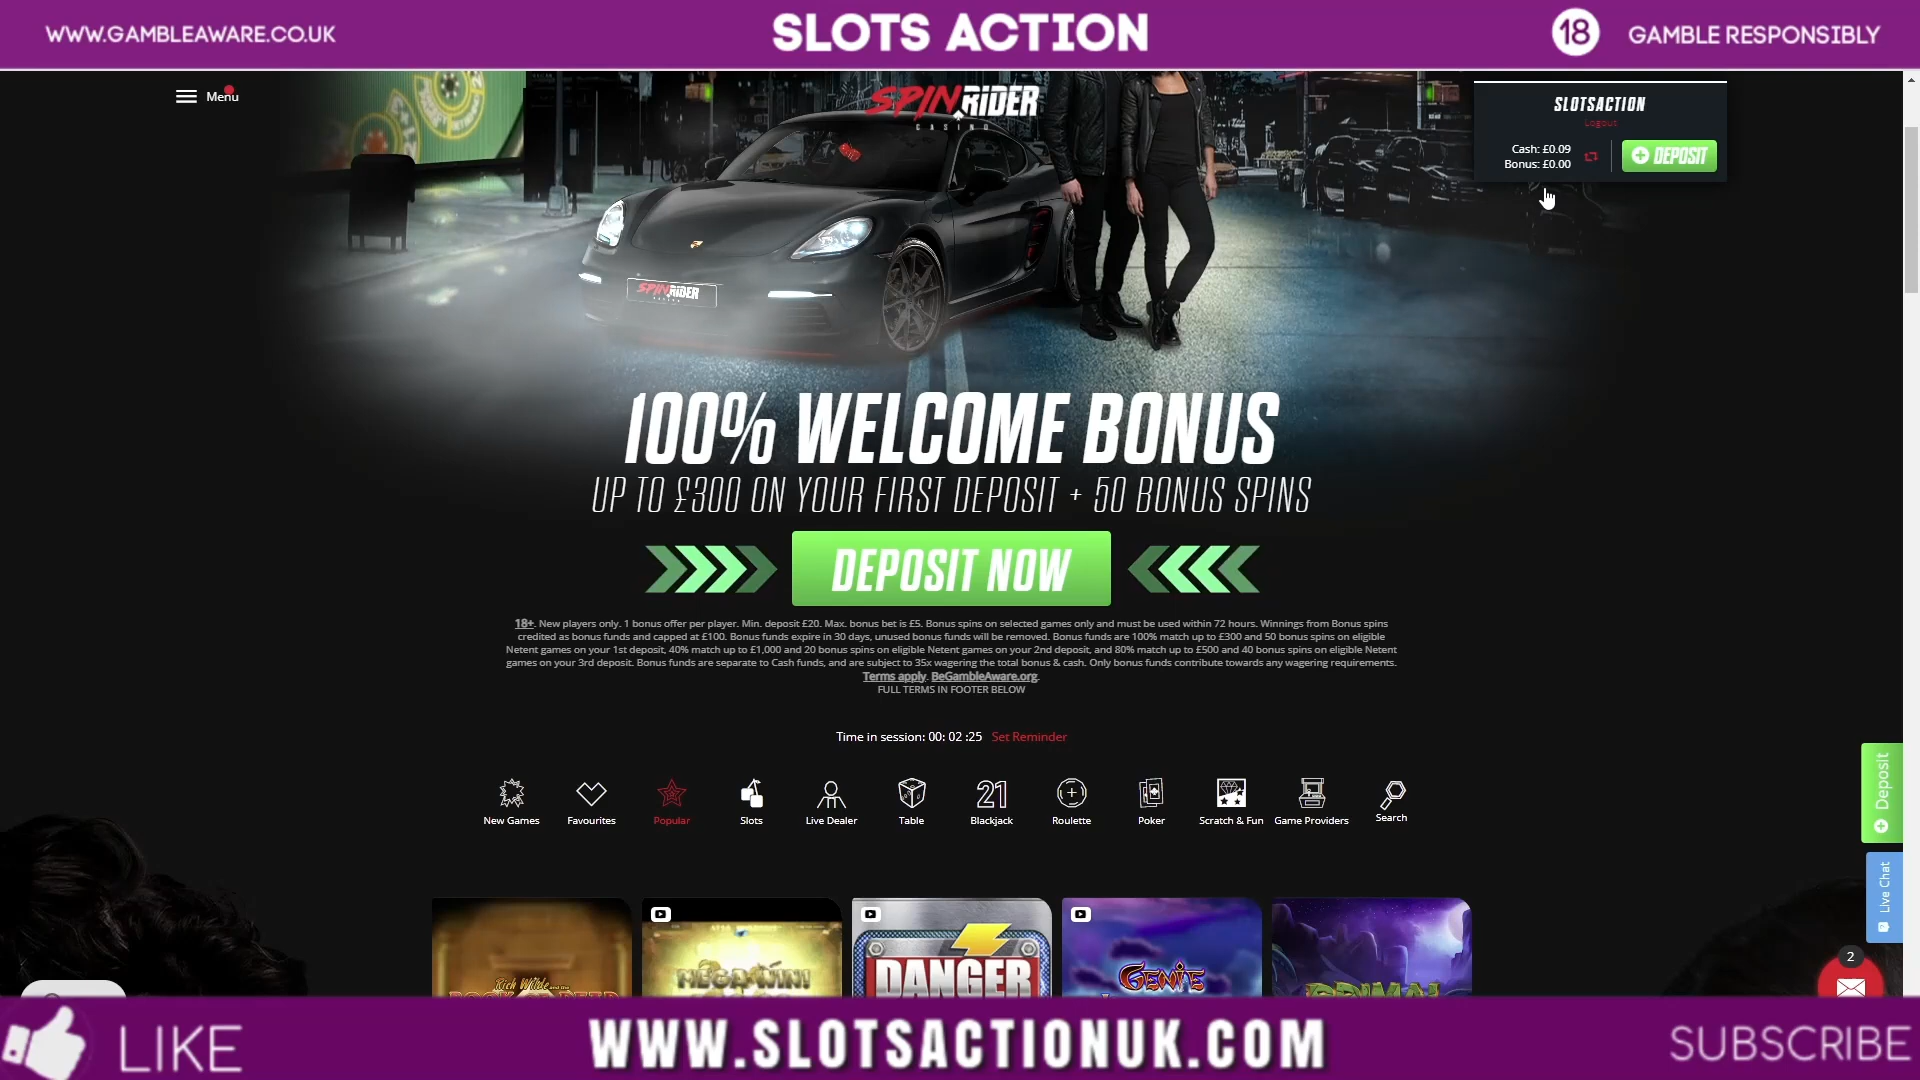 WWW.GAMBLEAWARE.CO.UK
SLOTS ACTION
18
GAMBLE RESPONSIBLY
Menu
SPINRIDER
CASINO
SLOTSACTION
Logout
Cash: £0.09
Bonus: £0.00
DEPOSIT
SPINRIDER
100% WELCOME BONUS
UP TO £300 ON YOUR FIRST DEPOSIT + 50 BONUS SPINS
DEPOSIT NOW
18+. New players only. 1 bonus offer per player. Min. deposit £20. Max. bonus bet is £5. Bonus spins on selected games only and must be used within 72 hours. Winnings from Bonus spins
credited as bonus funds and capped at £100. Bonus funds expire in 30 days, unused bonus funds will be removed. Bonus funds are 100% match up to £300 and 50 bonus spins on eligible
Netent games on your 1st deposit, 40% match up to £1,000 and 20 bonus spins on eligible Netent games on your 2nd deposit, and 80% match up to £500 and 40 bonus spins on eligible Netent
games on your 3rd deposit. Bonus funds are separate to Cash funds, and are subject to 35x wagering the total bonus & cash. Only bonus funds contribute towards any wagering requirements.
Terms apply. BeGambleAware.org.
FULL TERMS IN FOOTER BELOW
Time in session: 00: 02 :25 Set Reminder
21
New Games Favourites Popular Slots Live Dealer Table Blackjack Roulette Poker Scratch & Fun Game Providers Search
Deposit
Live Chat
2
Rich Wilde and the
MEGA WIN!
DANGER
GENIE
LIKE
WWW.SLOTSACTIONUK.COM
SUBSCRIBE